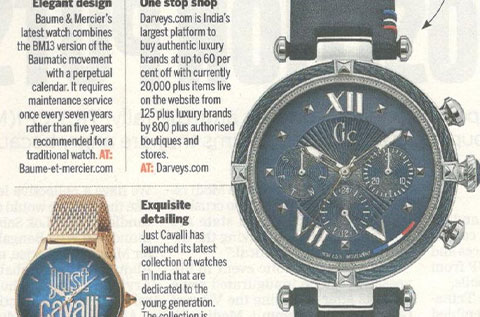 Elegant design
Baume & Mercier's
latest watch combines
the BM13 version of the
Baumatic movement
with a perpetual
calendar. It requires
maintenance service
once every seven years
rather than five years
recommended for a
traditional watch. AT:
Baume-et-mercier.com
One stop shop
Darveys.com is India's
largest platform to
buy authentic luxury
brands at up to 60 per
cent off with currently
20,000 plus items live
on the website from
125 plus luxury brands
by 800 plus authorised
boutiques and
stores.
AT: Darveys.com
Exquisite
detailing
Just Cavalli has
launched its latest
collection of watches
in India that are
dedicated to the
young generation.
The collection is
just
cavalli
XII
Gc
VIII